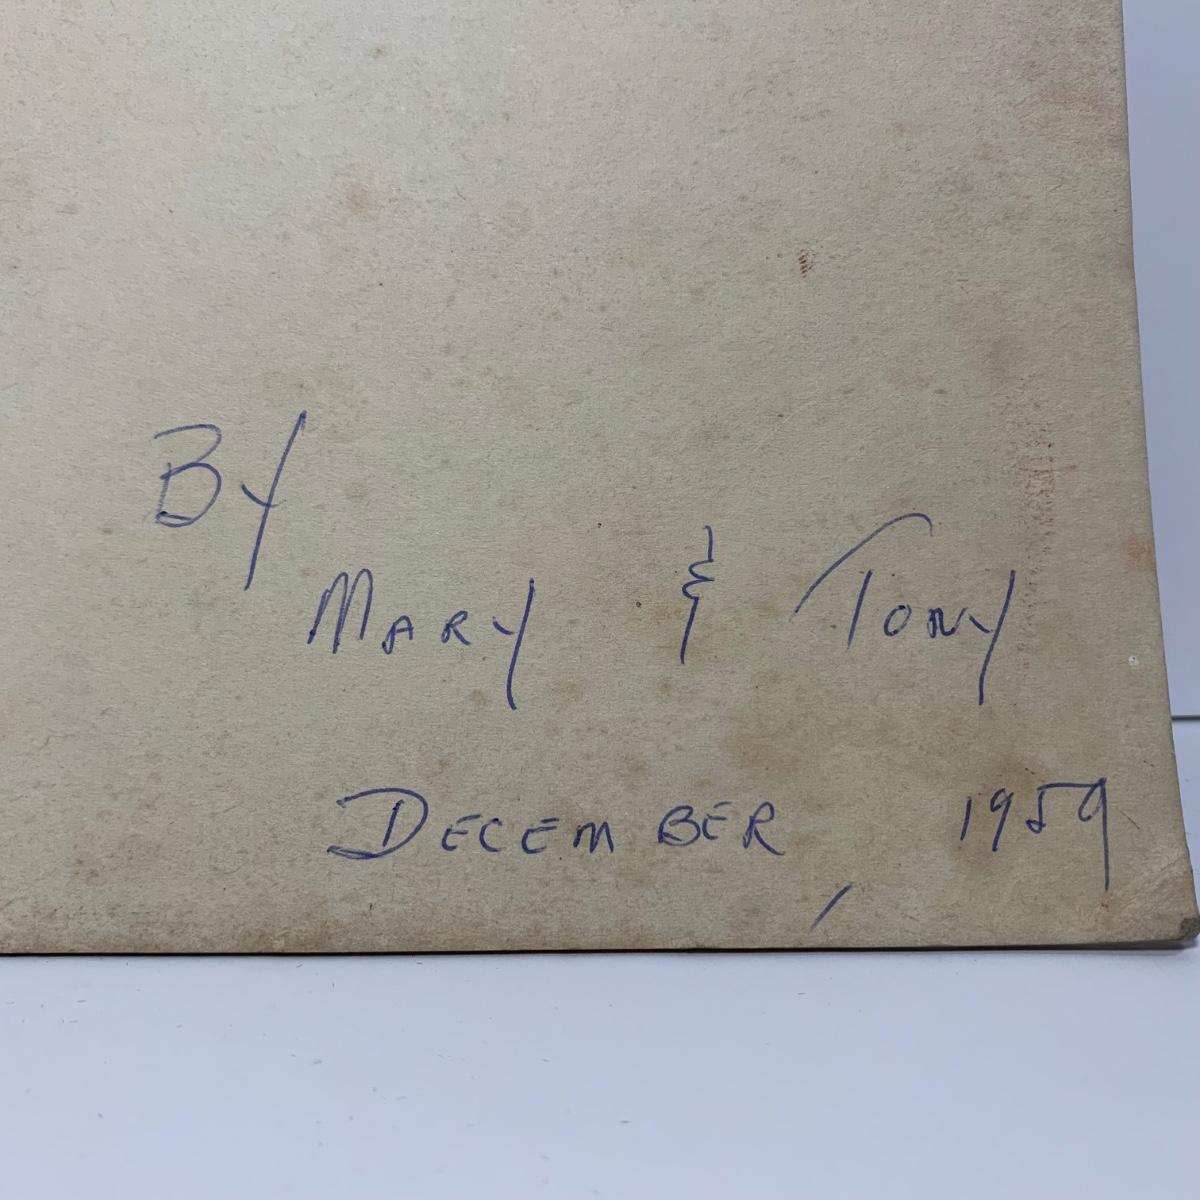 By
MARY & TONY
DECEMBER, 1959